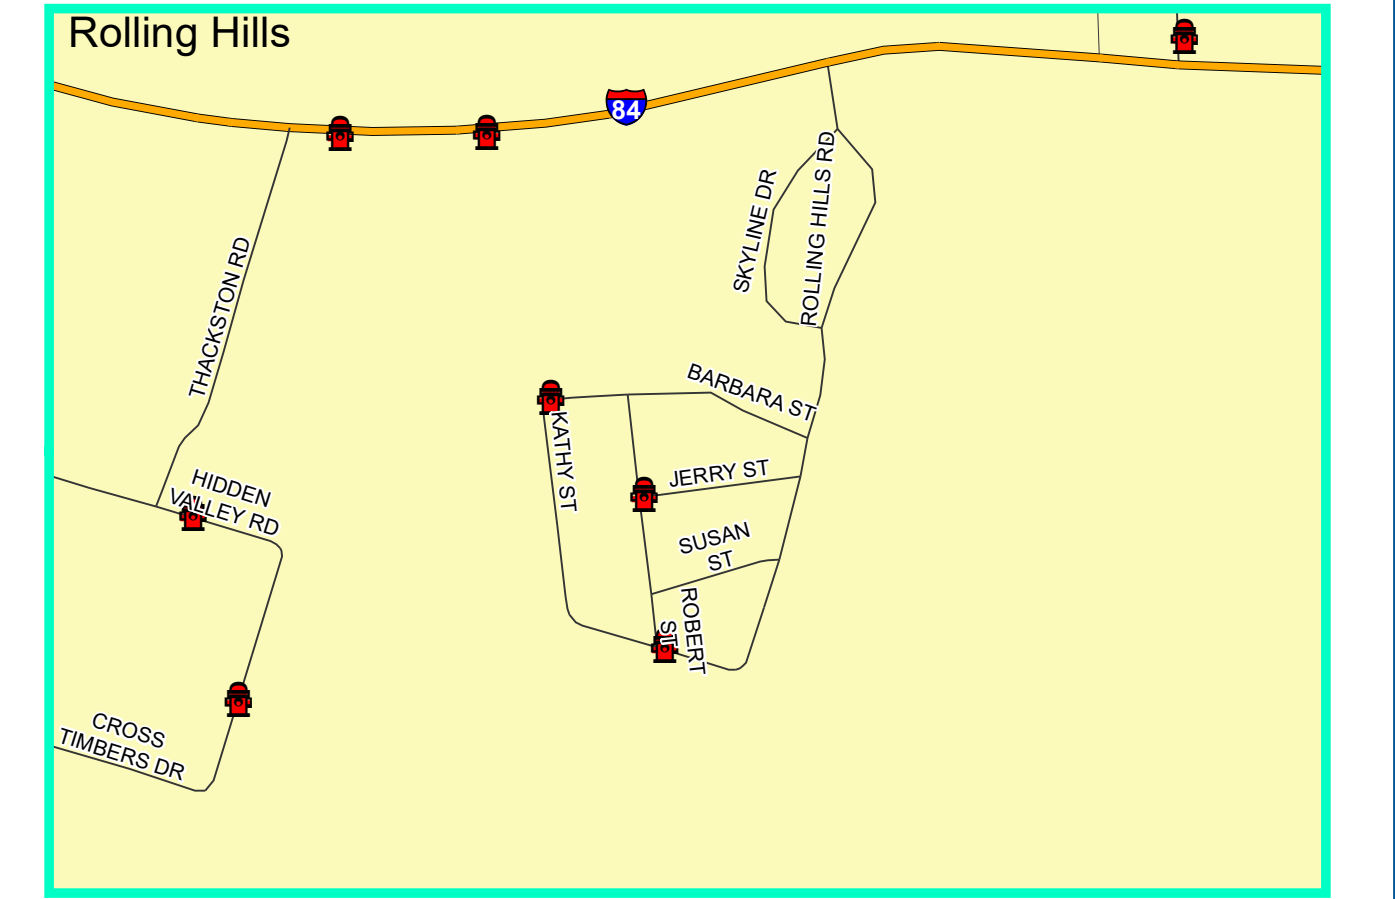 Rolling Hills
84
SKYLINE DR
ROLLING HILLS RD
THACKSTON RD
BARBARA ST
KATHY ST
JERRY ST
HIDDEN
VALLEY RD
SUSAN
ST
ROBERT
ST
CROSS
TIMBERS DR